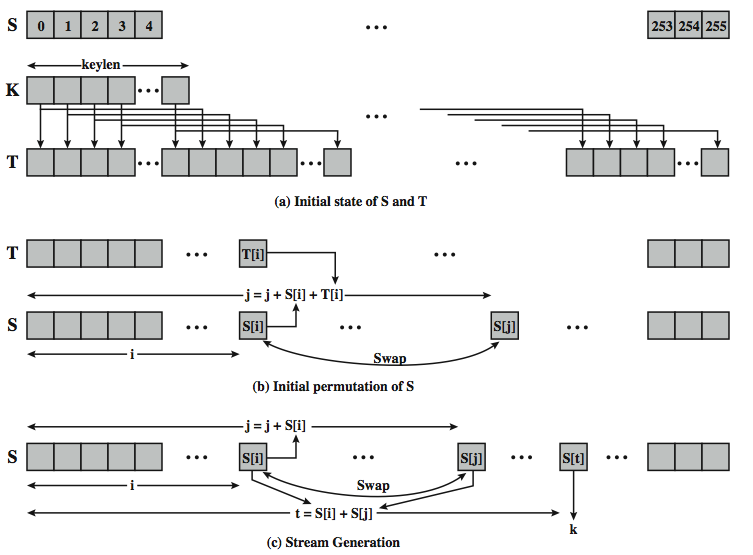 S 0 1 2 3 4 ... 253 254 255
keylen
K ...
...
T ... ... ... ...
(a) Initial state of S and T
T ... T[i] ...
j = j + S[i] + T[i]
S ... S[i] ... S[j] ...
i
Swap
(b) Initial permutation of S
j = j + S[i]
S ... S[i] ... S[j] ... S[t] ...
i
Swap
t = S[i] + S[j]
k
(c) Stream Generation